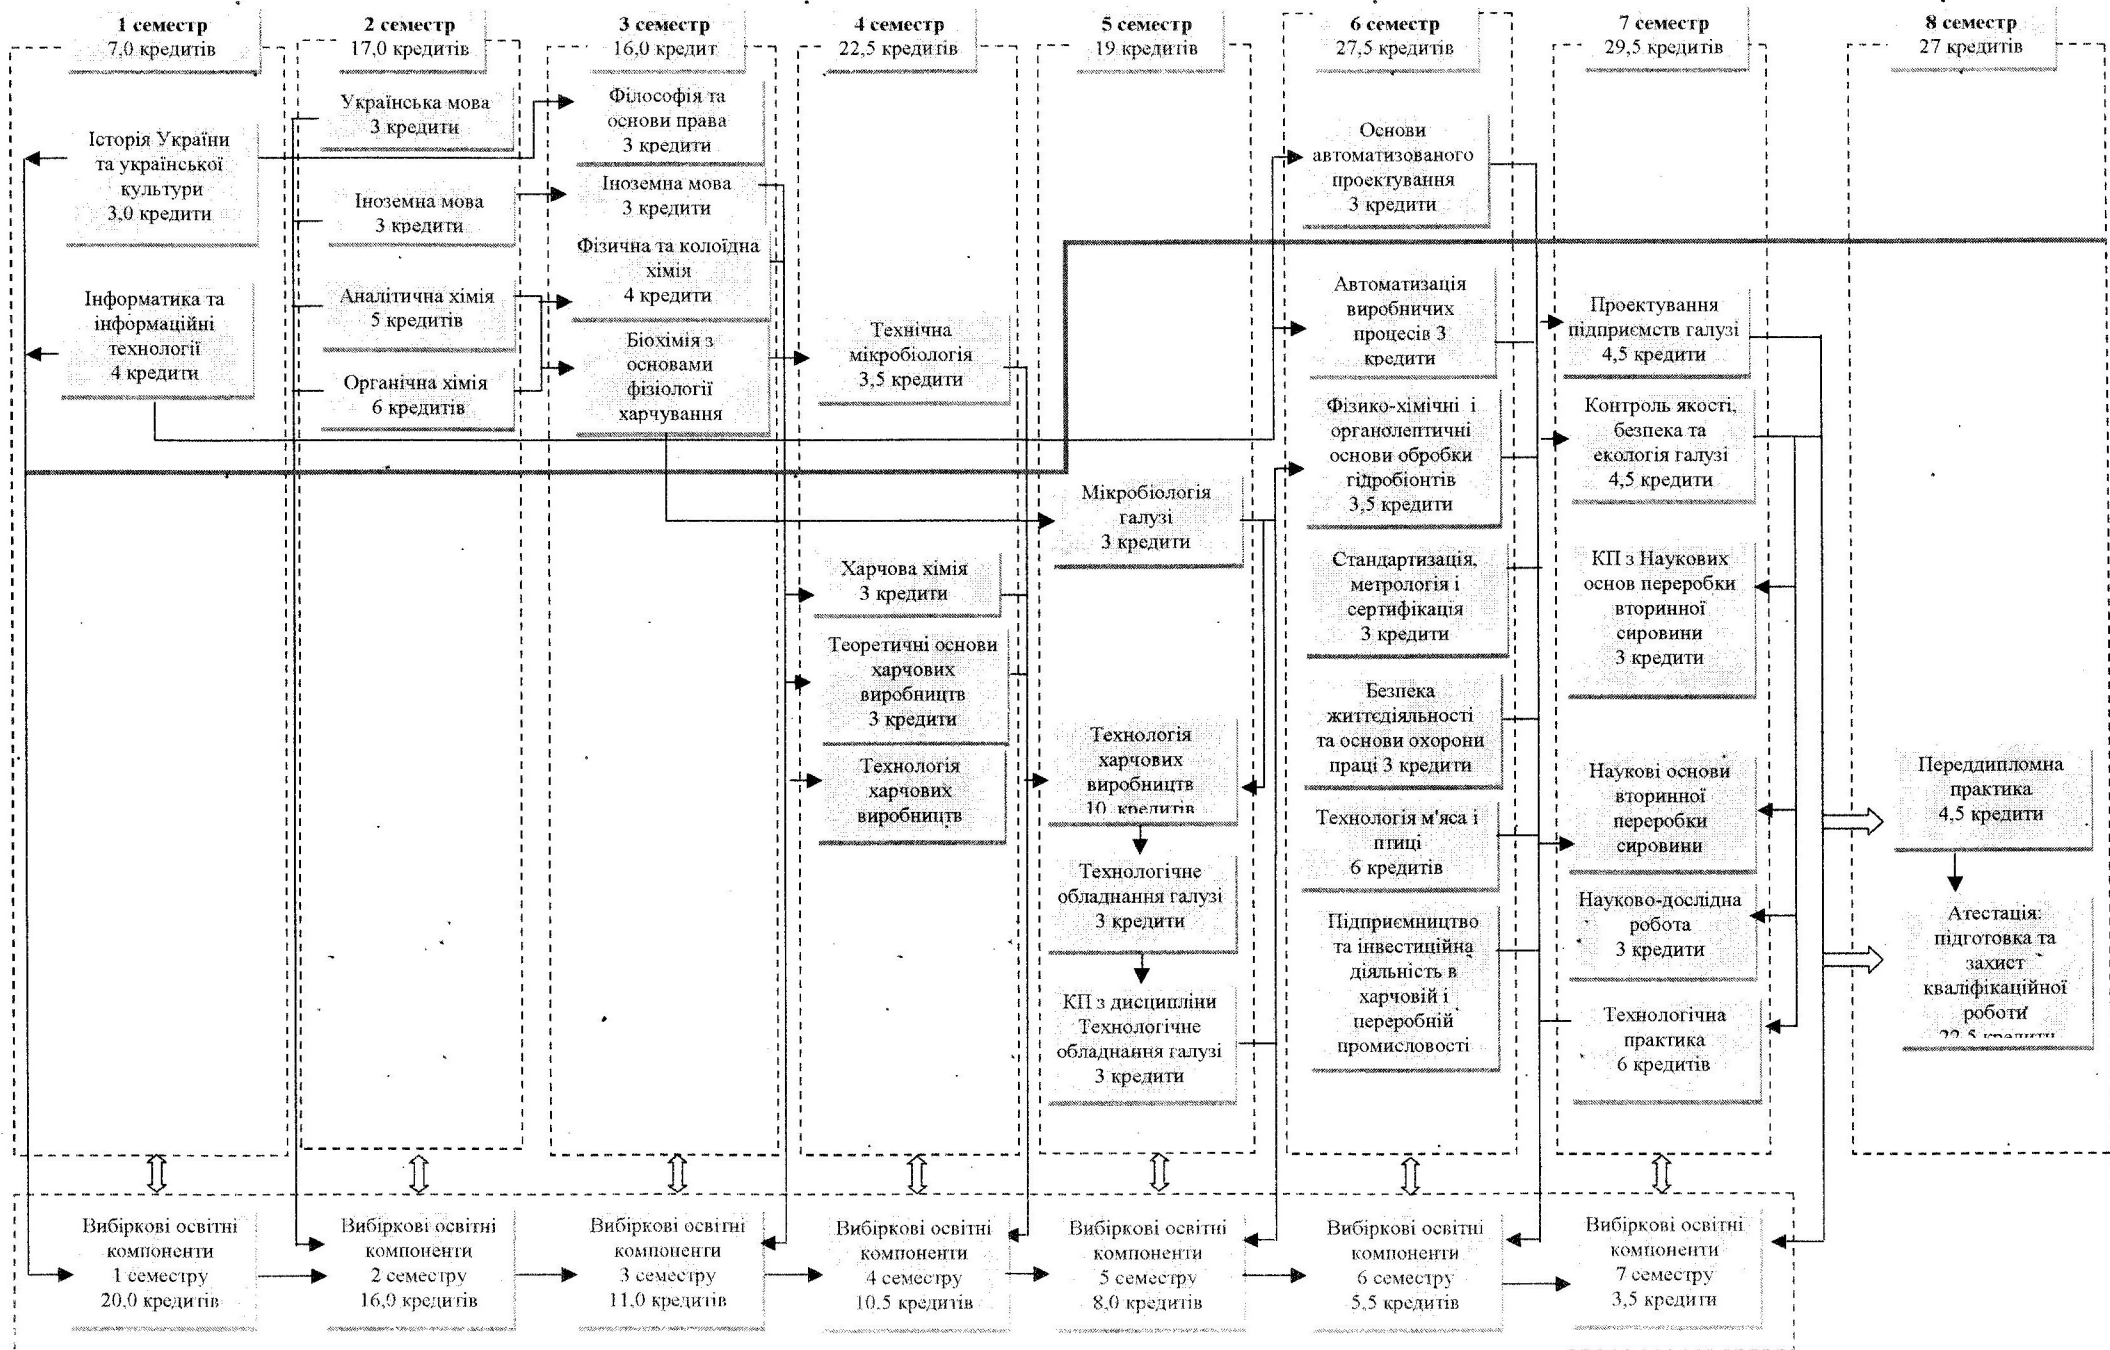 1 семестр
7,0 кредитів
Історія України
та української
культури
3,0 кредити
Інформатика та
інформаційні
технології
4 кредити
2 семестр
17,0 кредитів
Українська мова
3 кредити
Іноземна мова
3 кредити
Аналітична хімія
5 кредитів
Органічна хімія
6 кредитів
3 семестр
16,0 кредит
Філософія та
основи права
3 кредити
Іноземна мова
3 кредити
Фізична та колоїдна
хімія
4 кредити
Біохімія з
основами
фізіології
харчування
4 семестр
22,5 кредитів
Технічна
мікробіологія
3,5 кредити
Харчова хімія
3 кредити
Теоретичні основи
харчових
виробництв
3 кредити
Технологія
харчових
виробництв
5 семестр
19 кредитів
Мікробіологія
галузі
3 кредити
Технологія
харчових
виробництв
10 кредитів
Технологічне
обладнання галузі
3 кредити
КП з дисципліни
Технологічне
обладнання галузі
3 кредити
6 семестр
27,5 кредитів
Основи
автоматизованого
проектування
3 кредити
Автоматизація
виробничих
процесів 3
кредити
Фізико-хімічні і
органолептичні
основи обробки
гідробіонтів
3,5 кредити
Стандартизація,
метрологія і
сертифікація
3 кредити
Безпека
життєдіяльності
та основи охорони
праці 3 кредити
Технологія м'яса і
птиці
6 кредитів
Підприємництво
та інвестиційна
діяльність в
харчовій і
переробній
промисловості
7 семестр
29,5 кредитів
Проектування
підприємств галузі
4,5 кредити
Контроль якості,
безпека та
екологія галузі
4,5 кредити
КП з Наукових
основ переробки
вторинної
сировини
3 кредити
Наукові основи
вторинної
переробки
сировини
Науково-дослідна
робота
3 кредити
Технологічна
практика
6 кредитів
8 семестр
27 кредитів
Переддипломна
практика
4,5 кредити
Атестація:
підготовка та
захист
кваліфікаційної
роботи
22,5 кредити
Вибіркові освітні
компоненти
1 семестру
20,0 кредитів
Вибіркові освітні
компоненти
2 семестру
16,0 кредитів
Вибіркові освітні
компоненти
3 семестру
11,0 кредитів
Вибіркові освітні
компоненти
4 семестру
10.5 кредитів
Вибіркові освітні
компоненти
5 семестру
8,0 кредитів
Вибіркові освітні
компоненти
6 семестру
5,5 кредитів
Вибіркові освітні
компоненти
7 семестру
3,5 кредити